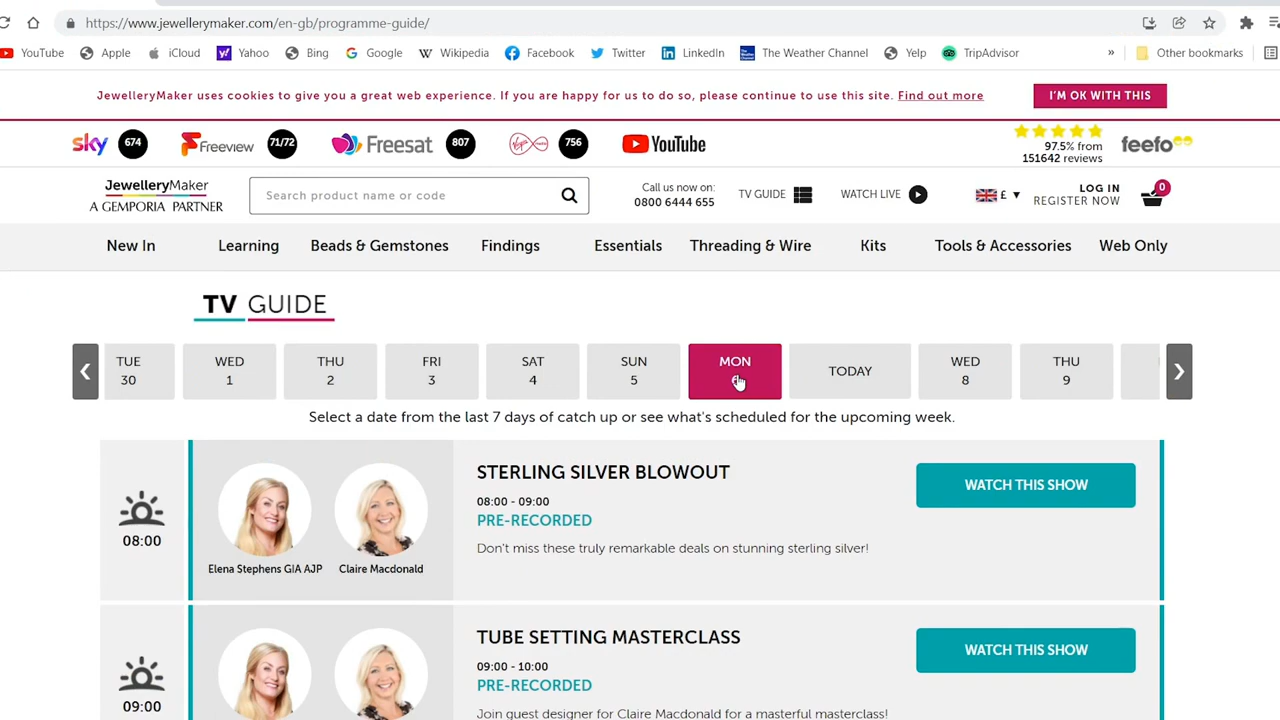 https://www.jewellerymaker.com/en-gb/programme-guide/
YouTube Apple iCloud Yahoo Bing Google Wikipedia Facebook Twitter LinkedIn The Weather Channel Yelp TripAdvisor » Other bookmarks
JewelleryMaker uses cookies to give you a great web experience. If you are happy for us to do so, please continue to use this site. Find out more
I'M OK WITH THIS
sky 674 Freeview 71/72 Freesat 807 756 YouTube
97.5% from
151642 reviews
feefo
JewelleryMaker
A GEMPORIA PARTNER
Search product name or code
Call us now on:
0800 6444 655
TV GUIDE
WATCH LIVE
£ ▼
LOG IN
REGISTER NOW
0
New In Learning Beads & Gemstones Findings Essentials Threading & Wire Kits Tools & Accessories Web Only
TV GUIDE
TUE WED THU FRI SAT SUN MON TODAY WED THU
30 1 2 3 4 5 8 9
Select a date from the last 7 days of catch up or see what's scheduled for the upcoming week.
08:00
Elena Stephens GIA AJP Claire Macdonald
STERLING SILVER BLOWOUT
08:00 - 09:00
PRE-RECORDED
Don't miss these truly remarkable deals on stunning sterling silver!
WATCH THIS SHOW
09:00
TUBE SETTING MASTERCLASS
09:00 - 10:00
PRE-RECORDED
Join guest designer for Claire Macdonald for a masterful masterclass!
WATCH THIS SHOW